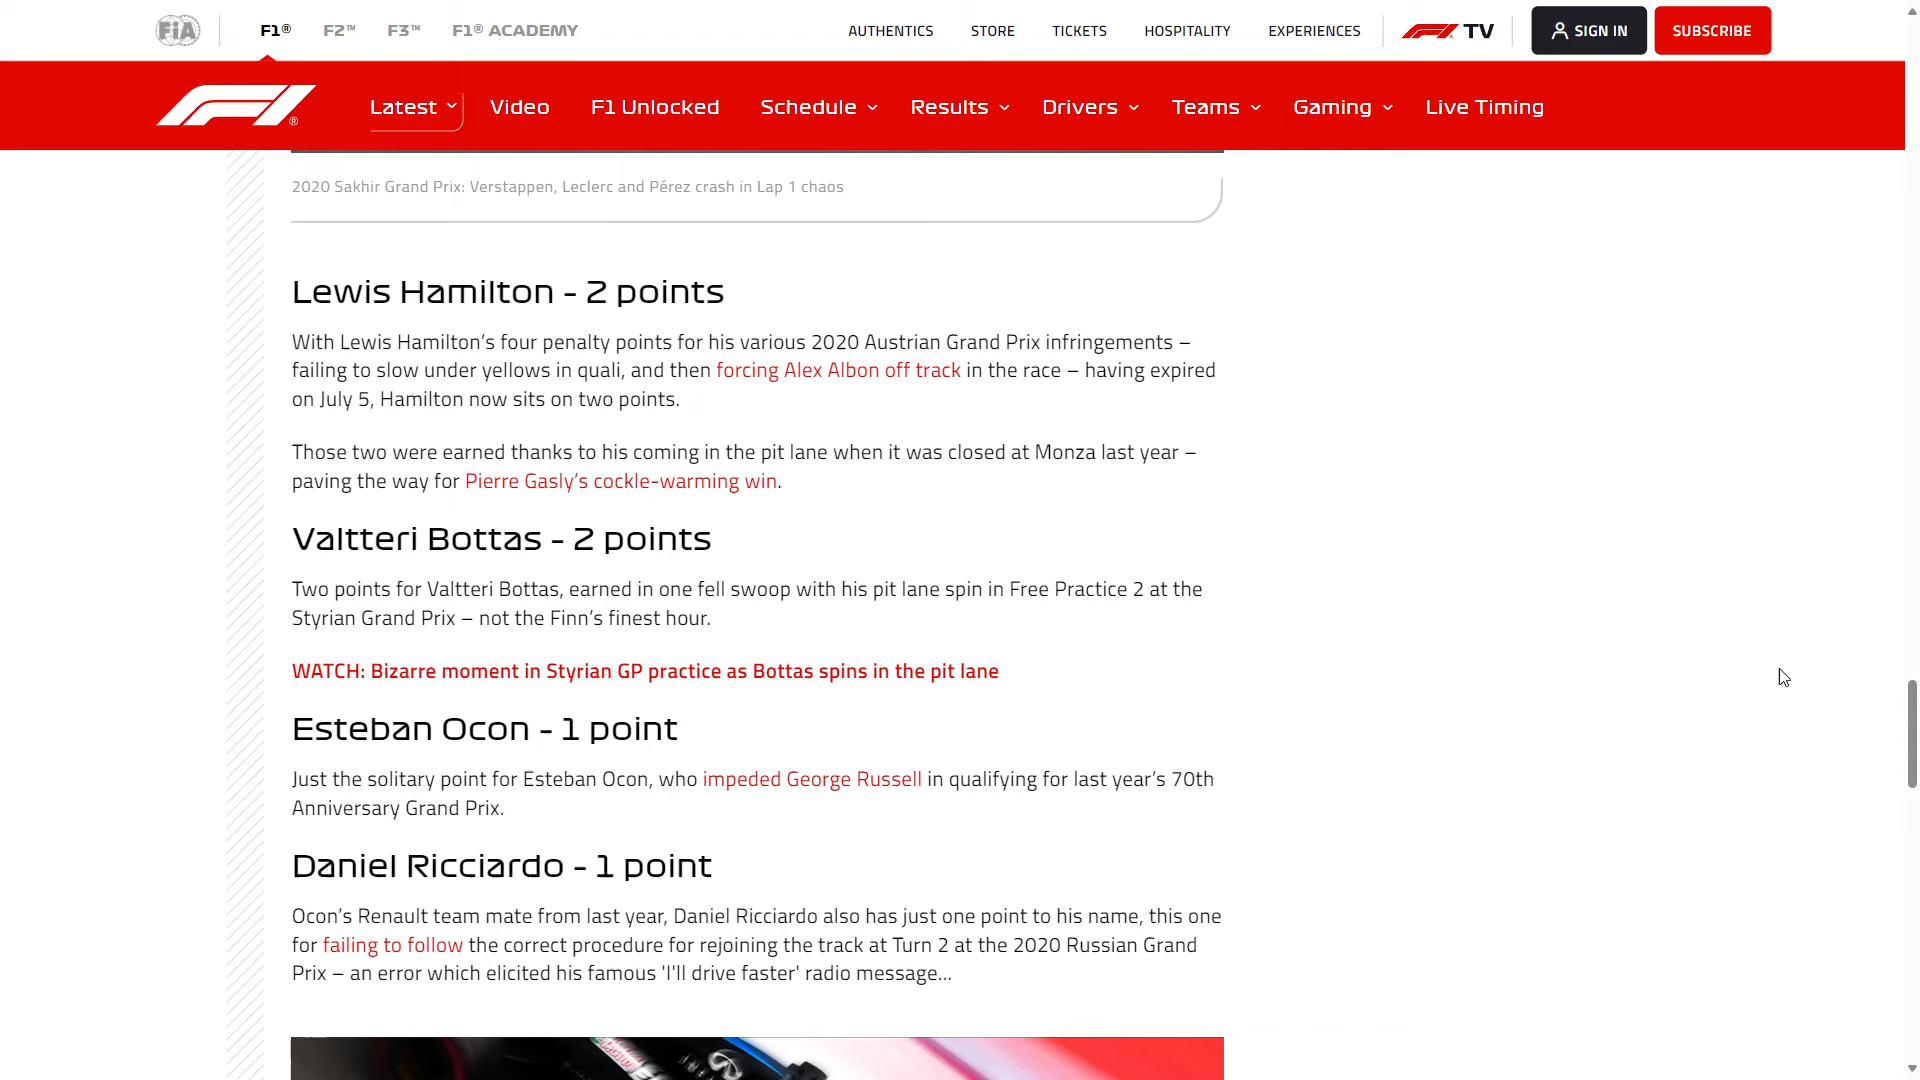 FiA
F1® F2™ F3™ F1® ACADEMY AUTHENTICS STORE TICKETS HOSPITALITY EXPERIENCES F1 TV SIGN IN SUBSCRIBE
F1® Latest Video F1 Unlocked Schedule Results Drivers Teams Gaming Live Timing
2020 Sakhir Grand Prix: Verstappen, Leclerc and Pérez crash in Lap 1 chaos
Lewis Hamilton - 2 points
With Lewis Hamilton’s four penalty points for his various 2020 Austrian Grand Prix infringements –
failing to slow under yellows in quali, and then forcing Alex Albon off track in the race – having expired
on July 5, Hamilton now sits on two points.
Those two were earned thanks to his coming in the pit lane when it was closed at Monza last year –
paving the way for Pierre Gasly’s cockle-warming win.
Valtteri Bottas - 2 points
Two points for Valtteri Bottas, earned in one fell swoop with his pit lane spin in Free Practice 2 at the
Styrian Grand Prix – not the Finn’s finest hour.
WATCH: Bizarre moment in Styrian GP practice as Bottas spins in the pit lane
Esteban Ocon - 1 point
Just the solitary point for Esteban Ocon, who impeded George Russell in qualifying for last year’s 70th
Anniversary Grand Prix.
Daniel Ricciardo - 1 point
Ocon’s Renault team mate from last year, Daniel Ricciardo also has just one point to his name, this one
for failing to follow the correct procedure for rejoining the track at Turn 2 at the 2020 Russian Grand
Prix – an error which elicited his famous 'I'll drive faster' radio message...